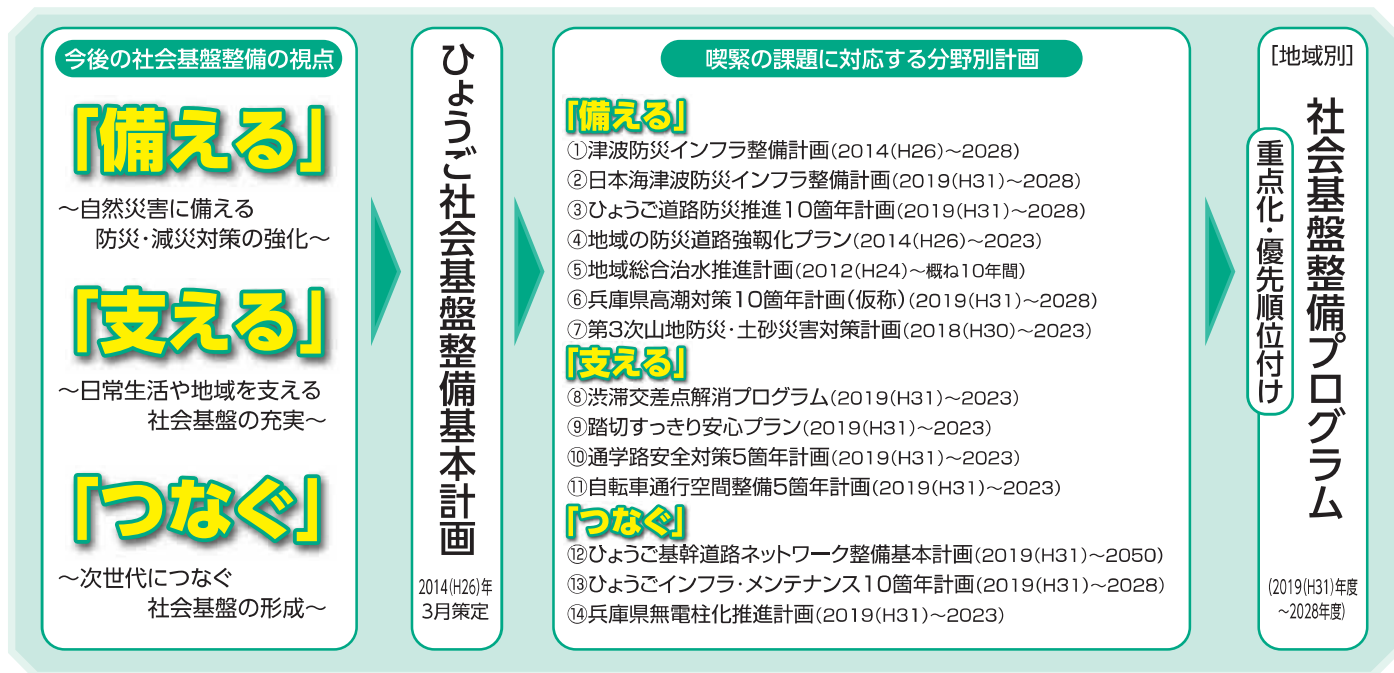 今後の社会基盤整備の視点
「備える」
～自然災害に備える
防災・減災対策の強化～
「支える」
～日常生活や地域を支える
社会基盤の充実～
「つなぐ」
～次世代につなぐ
社会基盤の形成～
ひょうご社会基盤整備基本計画
2014(H26)年
3月策定
喫緊の課題に対応する分野別計画
「備える」
①津波防災インフラ整備計画(2014(H26)～2028)
②日本海津波防災インフラ整備計画(2019(H31)～2028)
③ひょうご道路防災推進10箇年計画(2019(H31)～2028)
④地域の防災道路強靱化プラン(2014(H26)～2023)
⑤地域総合治水推進計画(2012(H24)～概ね10年間)
⑥兵庫県高潮対策10箇年計画(仮称)(2019(H31)～2028)
⑦第3次山地防災・土砂災害対策計画(2018(H30)～2023)
「支える」
⑧渋滞交差点解消プログラム(2019(H31)～2023)
⑨踏切すっきり安心プラン(2019(H31)～2023)
⑩通学路安全対策5箇年計画(2019(H31)～2023)
⑪自転車通行空間整備5箇年計画(2019(H31)～2023)
「つなぐ」
⑫ひょうご基幹道路ネットワーク整備基本計画(2019(H31)～2050)
⑬ひょうごインフラ・メンテナンス10箇年計画(2019(H31)～2028)
⑭兵庫県無電柱化推進計画(2019(H31)～2023)
[地域別]
社会基盤整備プログラム
重点化・優先順位付け
(2019(H31)年度
～2028年度)